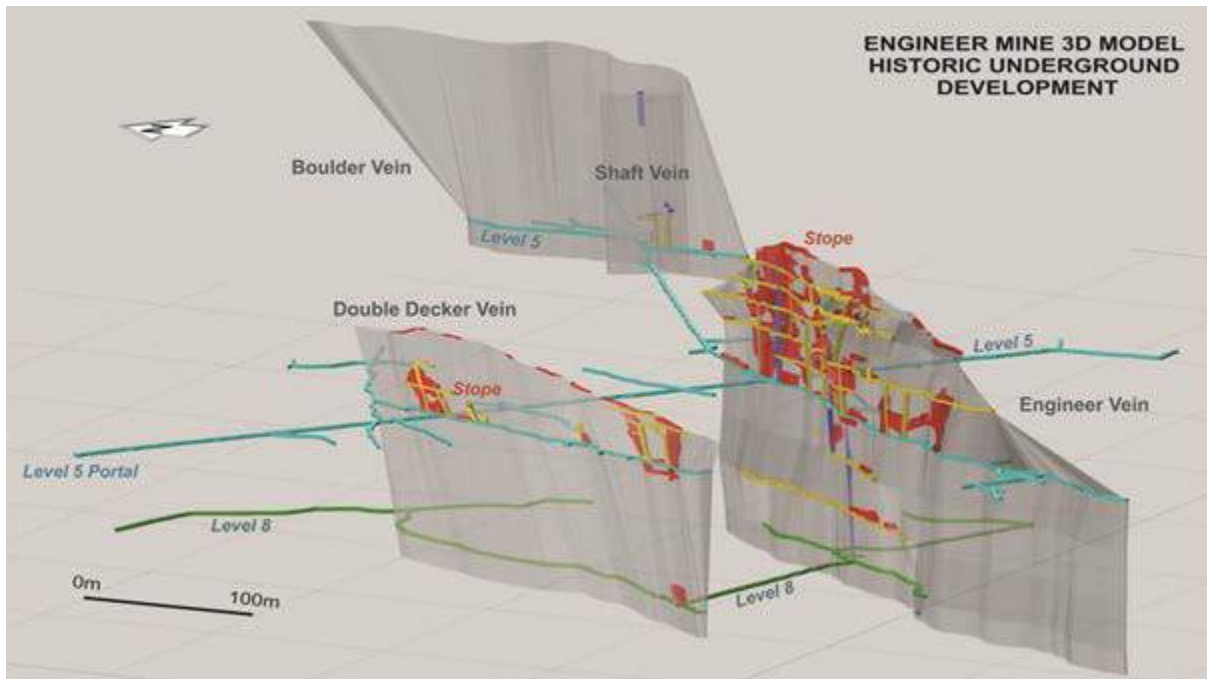 ENGINEER MINE 3D MODEL
HISTORIC UNDERGROUND
DEVELOPMENT
Boulder Vein
Shaft Vein
Level 5
Stope
Double Decker Vein
Level 5
Stope
Engineer Vein
Level 5 Portal
Level 8
0m
100m
Level 8